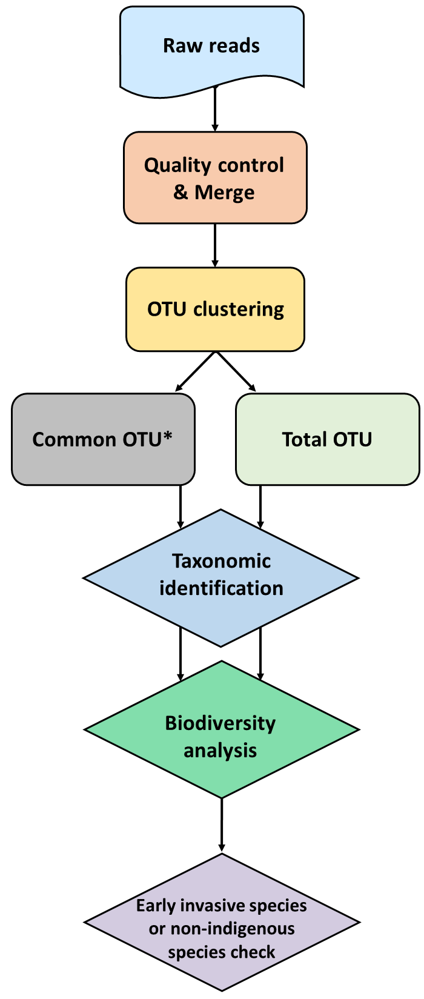 Raw reads
Quality control
& Merge
OTU clustering
Common OTU*
Total OTU
Taxonomic
identification
Biodiversity
analysis
Early invasive species
or non-indigenous
species check